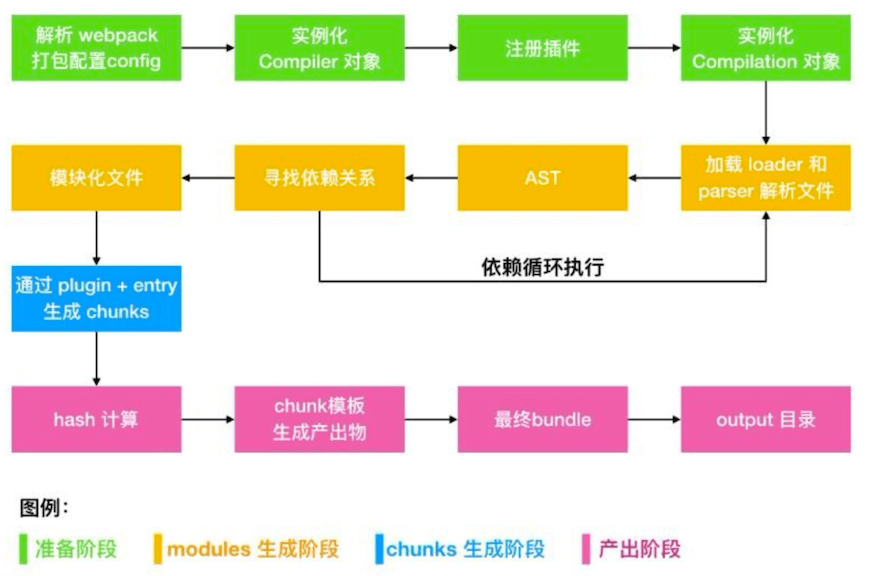 解析 webpack
打包配置config
实例化
Compiler 对象
注册插件
实例化
Compilation 对象
模块化文件
寻找依赖关系
AST
加载 loader 和
parser 解析文件
依赖循环执行
通过 plugin + entry
生成 chunks
hash 计算
chunk模板
生成产出物
最终bundle
output 目录
图例：
准备阶段
modules 生成阶段
chunks 生成阶段
产出阶段